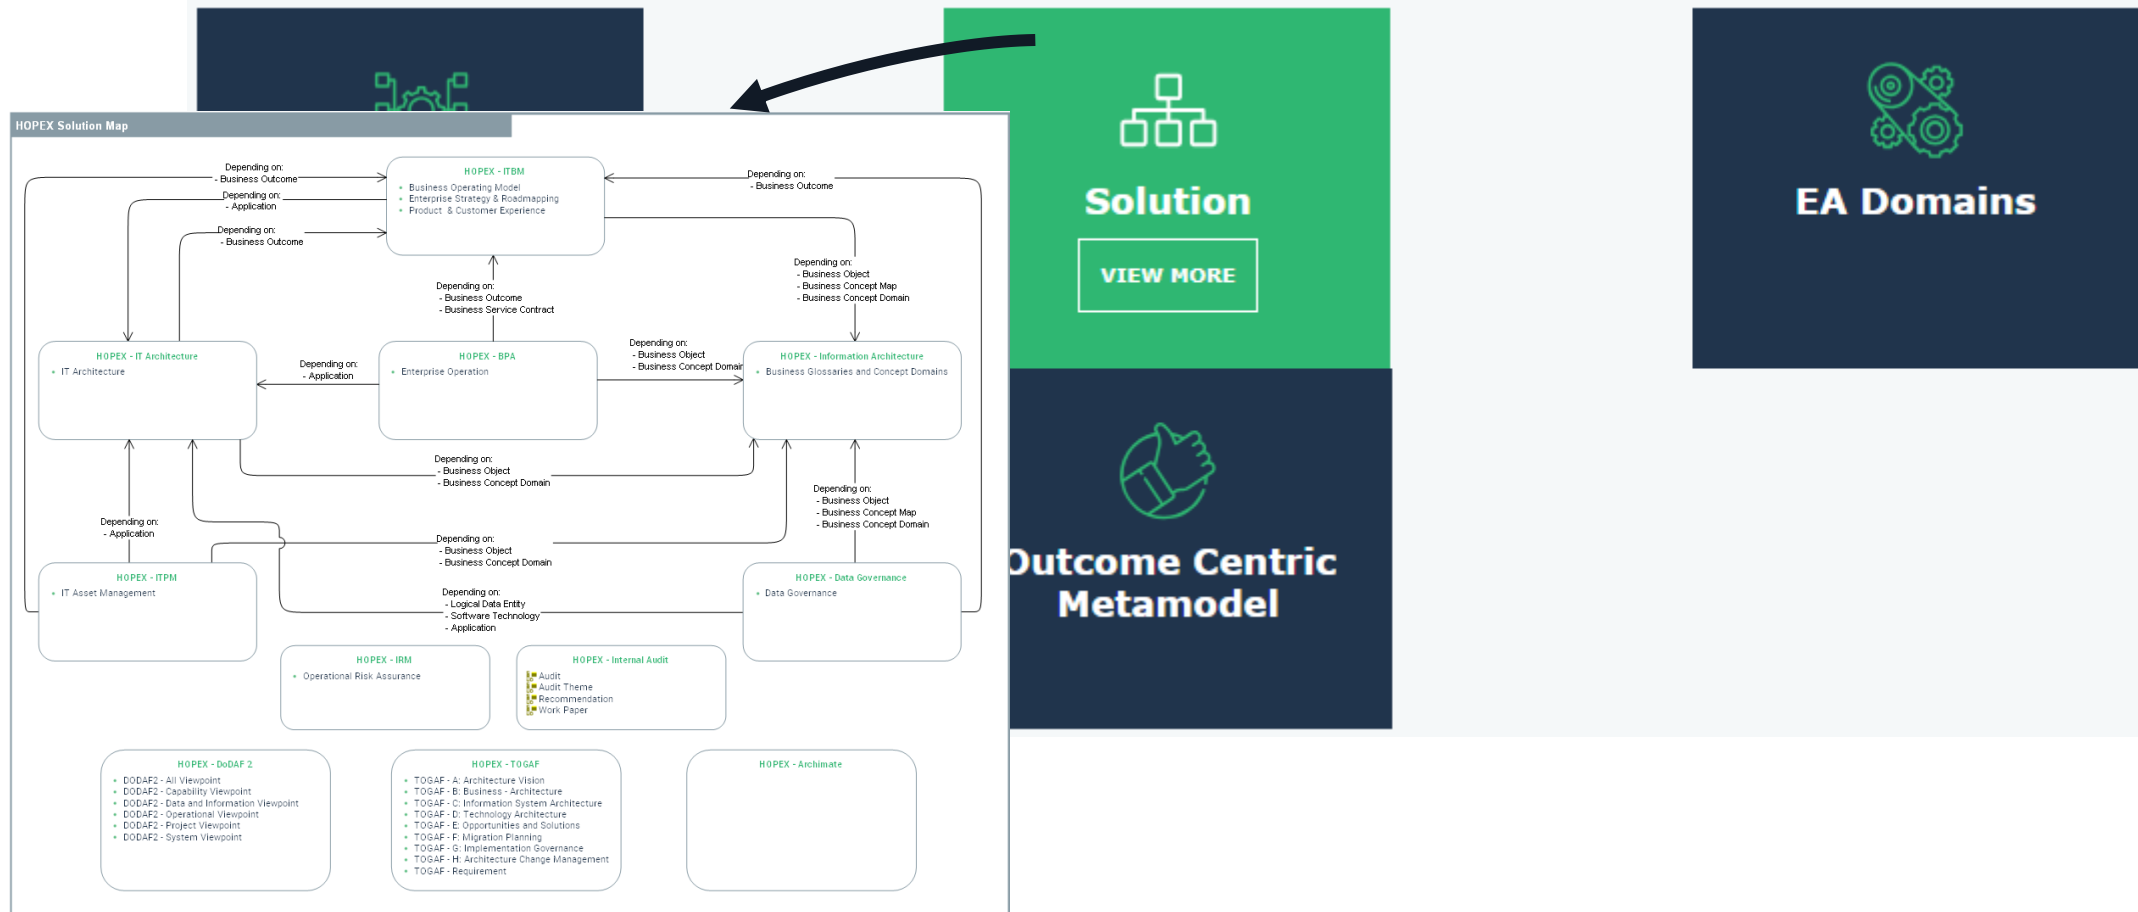 HOPEX Solution Map
Depending on:
- Business Outcome
Depending on:
- Application
Depending on:
- Business Outcome
HOPEX - ITBM
Business Operating Model
Enterprise Strategy & Roadmapping
Product & Customer Experience
Depending on:
- Business Outcome
Depending on:
- Business Outcome
- Business Service Contract
Depending on:
- Business Object
- Business Concept Map
- Business Concept Domain
HOPEX - IT Architecture
IT Architecture
Depending on:
- Application
HOPEX - BPA
Enterprise Operation
Depending on:
- Business Object
- Business Concept Domain
HOPEX - Information Architecture
Business Glossaries and Concept Domains
Depending on:
- Business Object
- Business Concept Domain
Depending on:
- Business Object
- Business Concept Map
- Business Concept Domain
Depending on:
- Application
Depending on:
- Business Object
- Business Concept Domain
HOPEX - ITPM
IT Asset Management
Depending on:
- Logical Data Entity
- Software Technology
- Application
HOPEX - Data Governance
Data Governance
HOPEX - IRM
Operational Risk Assurance
HOPEX - Internal Audit
Audit
Audit Theme
Recommendation
Work Paper
HOPEX - DoDAF 2
DODAF2 - All Viewpoint
DODAF2 - Capability Viewpoint
DODAF2 - Data and Information Viewpoint
DODAF2 - Operational Viewpoint
DODAF2 - Project Viewpoint
DODAF2 - System Viewpoint
HOPEX - TOGAF
TOGAF - A: Architecture Vision
TOGAF - B: Business - Architecture
TOGAF - C: Information System Architecture
TOGAF - D: Technology Architecture
TOGAF - E: Opportunities and Solutions
TOGAF - F: Migration Planning
TOGAF - G: Implementation Governance
TOGAF - H: Architecture Change Management
TOGAF - Requirement
HOPEX - Archimate
Solution
VIEW MORE
EA Domains
Outcome Centric
Metamodel